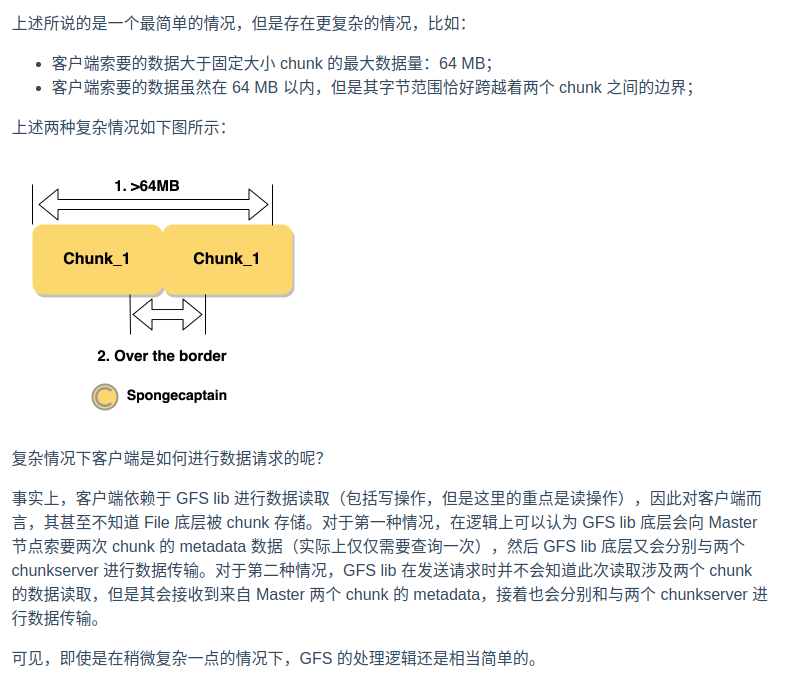 上述所说的是一个最简单的情况，但是存在更复杂的情况，比如：
• 客户端索要的数据大于固定大小 chunk 的最大数据量：64 MB；
• 客户端索要的数据虽然在 64 MB 以内，但是其字节范围恰好跨越着两个 chunk 之间的边界；
上述两种复杂情况如下图所示：
1. >64MB
Chunk_1 Chunk_1
2. Over the border
Spongecaptain
复杂情况下客户端是如何进行数据请求的呢？
事实上，客户端依赖于 GFS lib 进行数据读取（包括写操作，但是这里的重点是读操作），因此对客户端而
言，其甚至不知道 File 底层被 chunk 存储。对于第一种情况，在逻辑上可以认为 GFS lib 底层会向 Master
节点索要两次 chunk 的 metadata 数据（实际上仅仅需要查询一次），然后 GFS lib 底层又会分别与两个
chunkserver 进行数据传输。对于第二种情况，GFS lib 在发送请求时并不会知道此次读取涉及两个 chunk
的数据读取，但是其会接收到来自 Master 两个 chunk 的 metadata，接着也会分别和与两个 chunkserver 进
行数据传输。
可见，即使是在稍微复杂一点的情况下，GFS 的处理逻辑还是相当简单的。